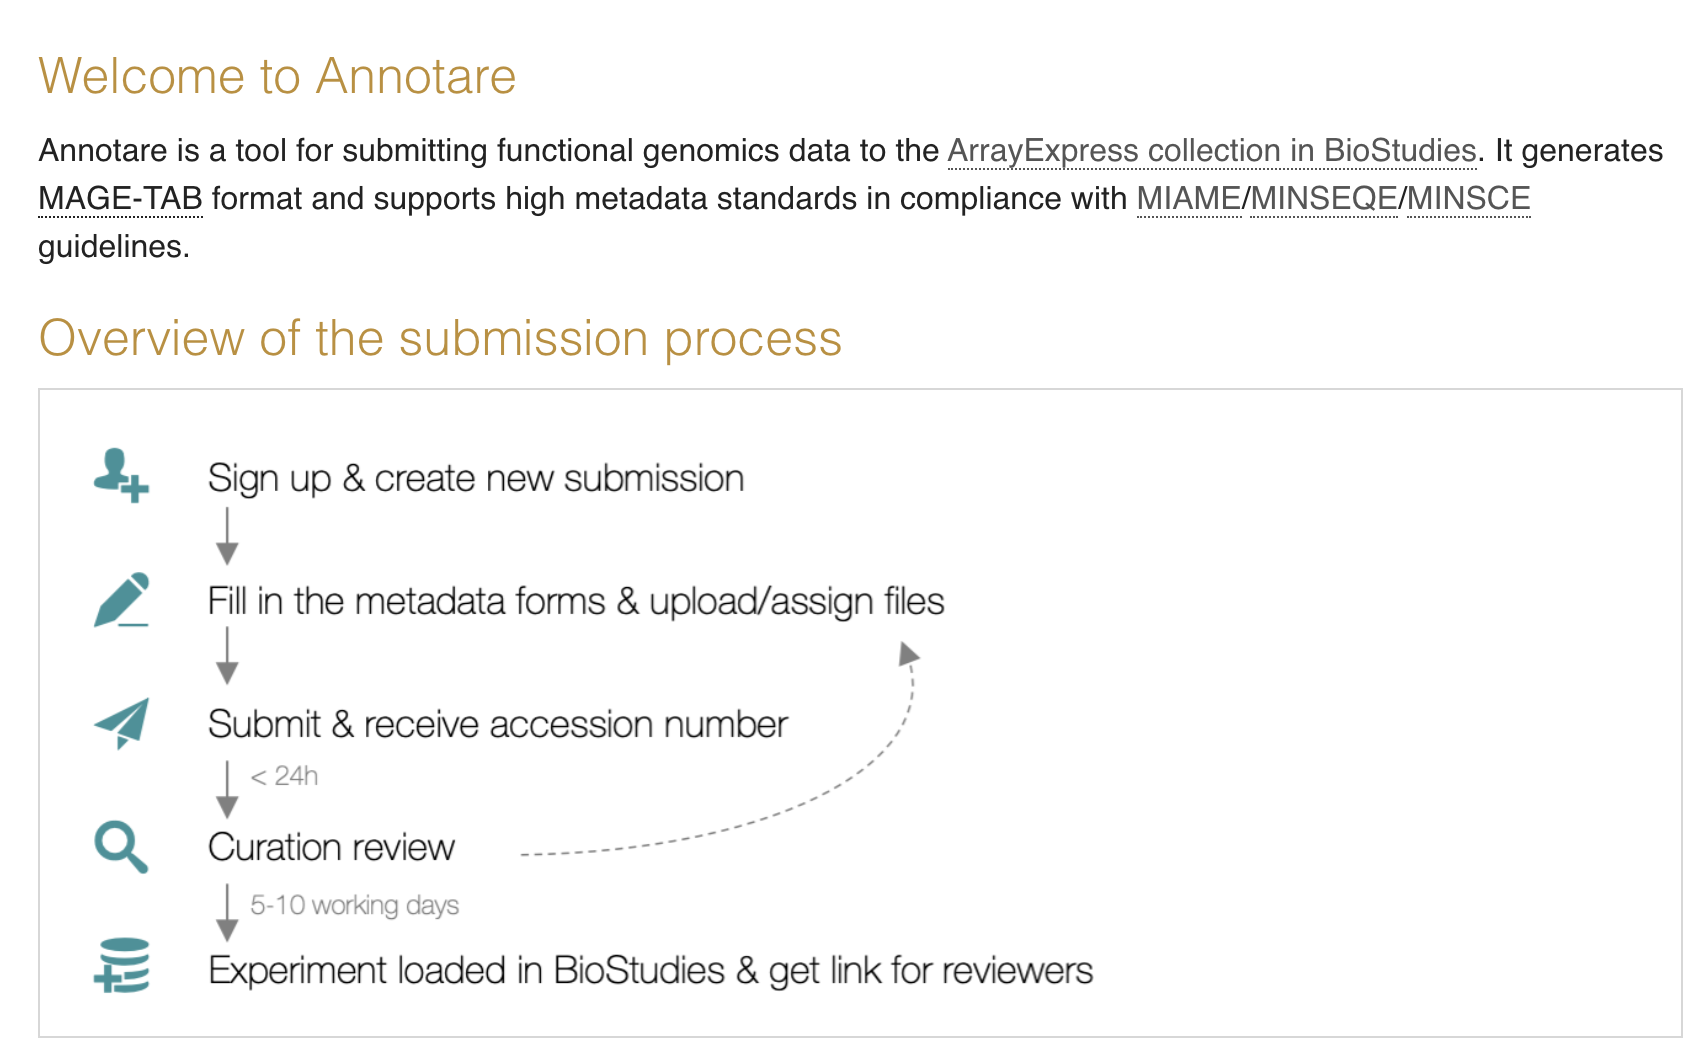 Welcome to Annotare
Annotare is a tool for submitting functional genomics data to the ArrayExpress collection in BioStudies. It generates
MAGE-TAB format and supports high metadata standards in compliance with MIAME/MINSEQE/MINSCE
guidelines.
Overview of the submission process
Sign up & create new submission
Fill in the metadata forms & upload/assign files
Submit & receive accession number
< 24h
Curation review
5-10 working days
Experiment loaded in BioStudies & get link for reviewers